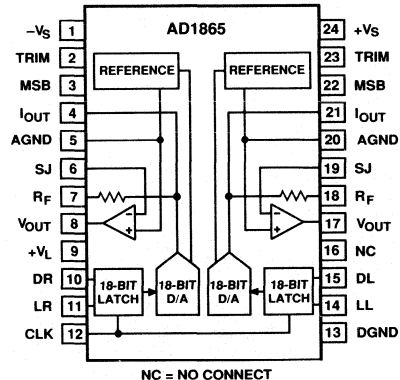 AD1865
-VS 1
TRIM 2
MSB 3
IOUT 4
AGND 5
SJ 6
RF 7
VOUT 8
+VL 9
DR 10
LR 11
CLK 12
24 +VS
23 TRIM
22 MSB
21 IOUT
20 AGND
19 SJ
18 RF
17 VOUT
16 NC
15 DL
14 LL
13 DGND
REFERENCE
REFERENCE
−
+
−
+
18-BIT
LATCH
18-BIT
D/A
18-BIT
D/A
18-BIT
LATCH
NC = NO CONNECT